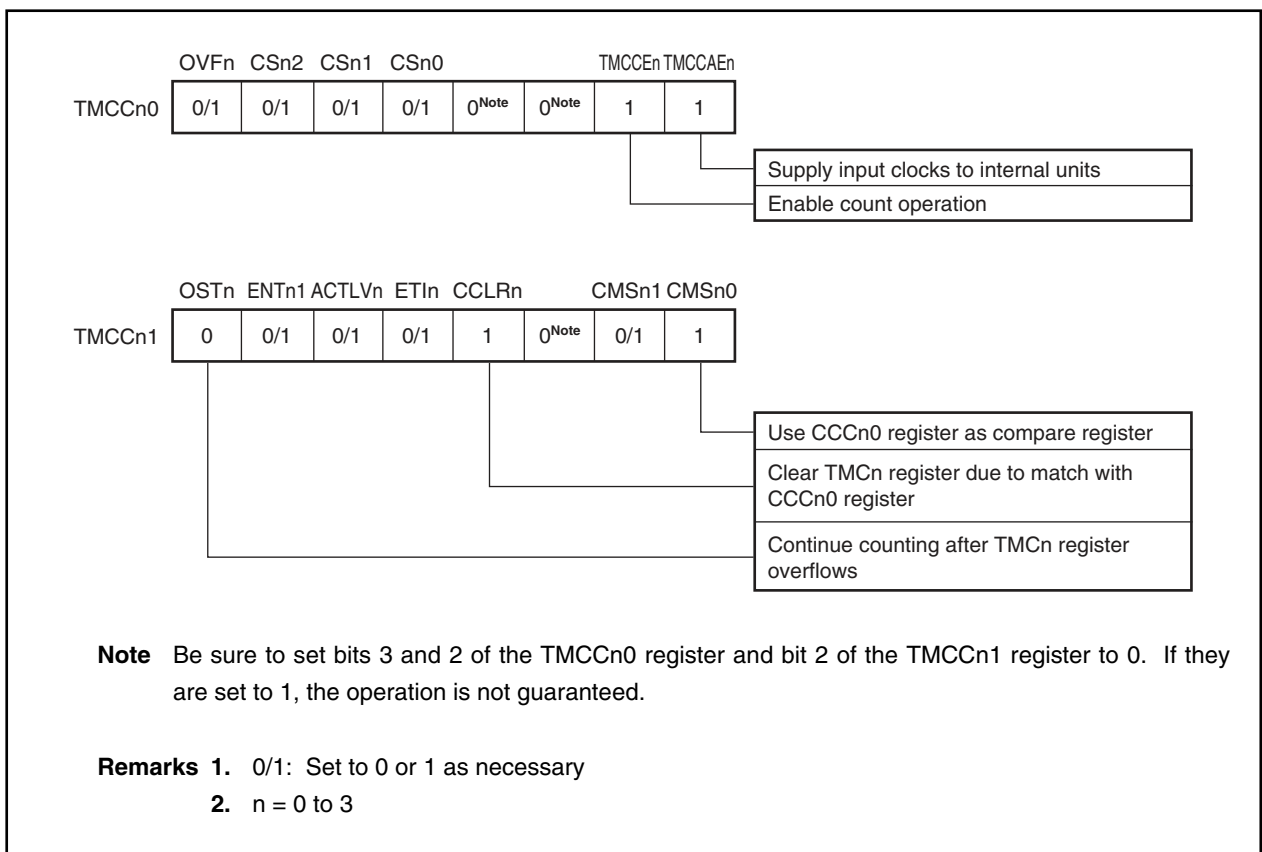 OVFn CSn2 CSn1 CSn0 TMCCEn TMCCAEn
TMCCn0 0/1 0/1 0/1 0/1 0Note 0Note 1 1
Supply input clocks to internal units
Enable count operation
OSTn ENTn1 ACTLVn ETIn CCLRn CMSn1 CMSn0
TMCCn1 0 0/1 0/1 0/1 1 0Note 0/1 1
Use CCCn0 register as compare register
Clear TMCn register due to match with
CCCn0 register
Continue counting after TMCn register
overflows
Note Be sure to set bits 3 and 2 of the TMCCn0 register and bit 2 of the TMCCn1 register to 0. If they
are set to 1, the operation is not guaranteed.
Remarks 1. 0/1: Set to 0 or 1 as necessary
2. n = 0 to 3